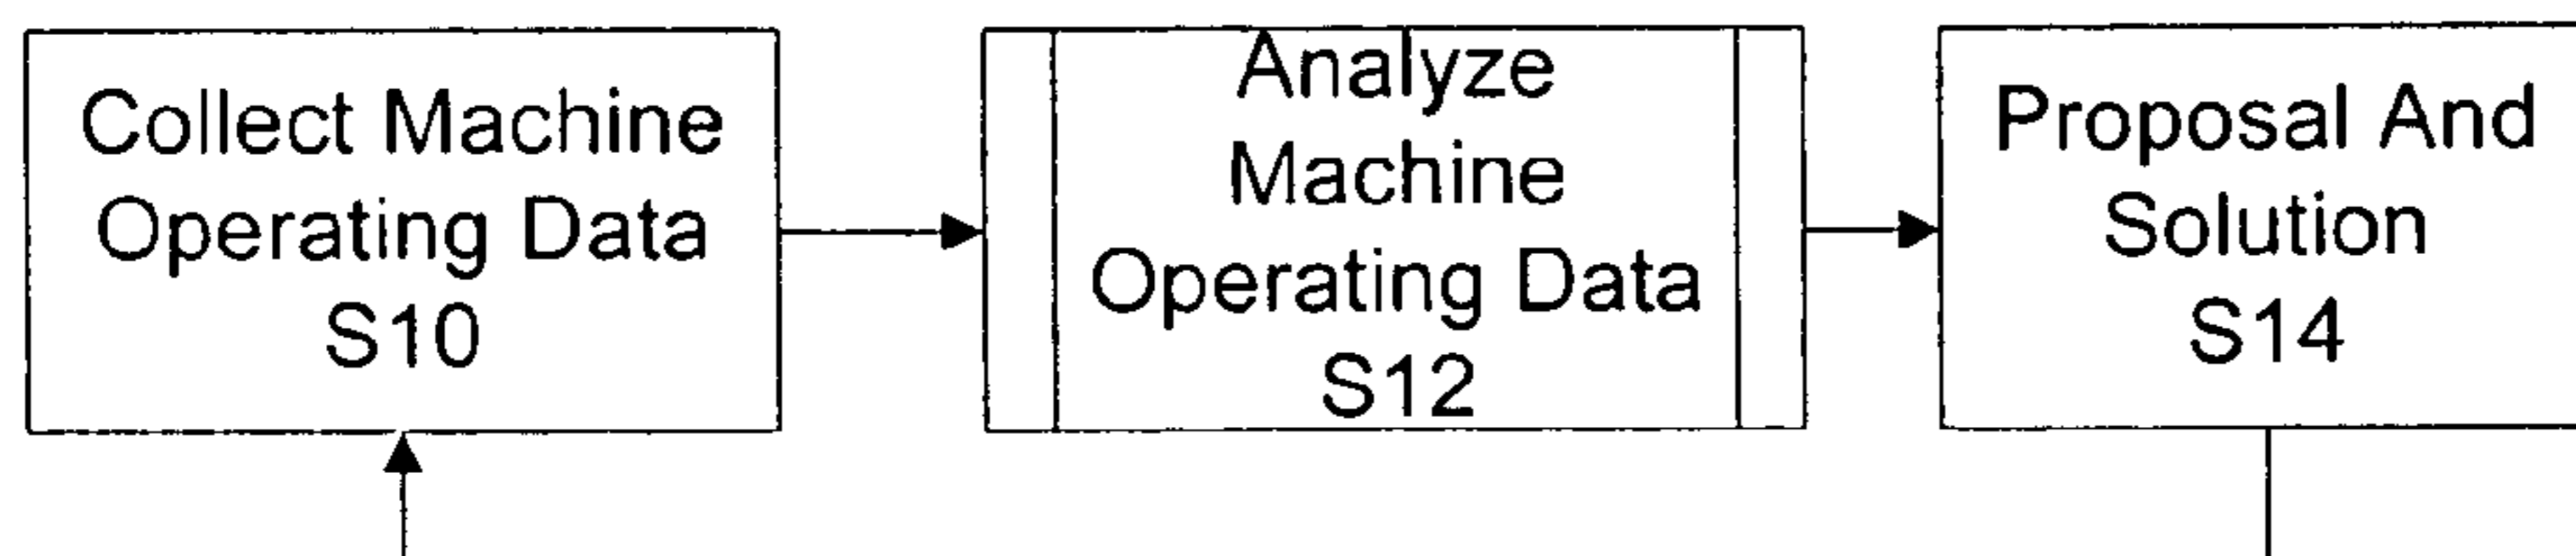 Collect Machine
Operating Data
S10
Analyze
Machine
Operating Data
S12
Proposal And
Solution
S14